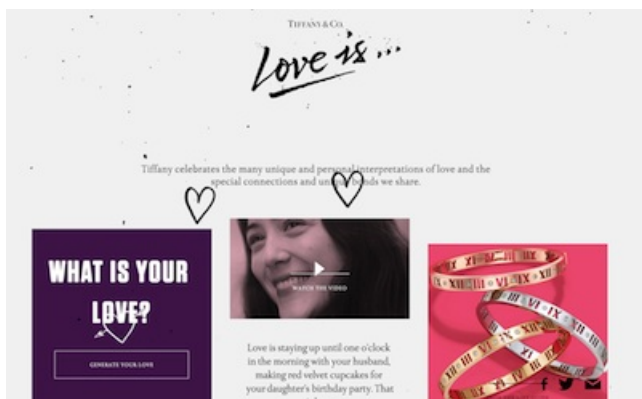 TIFFANY & CO.
Love is...
Tiffany celebrates the many unique and personal interpretations of love and the
special connections and unique bonds we share.
WHAT IS YOUR
LOVE?
GENERATE YOUR LOVE
WATCH THE VIDEO
Love is staying up until one o'clock
in the morning with your husband,
making red velvet cupcakes for
your daughter's birthday party. That